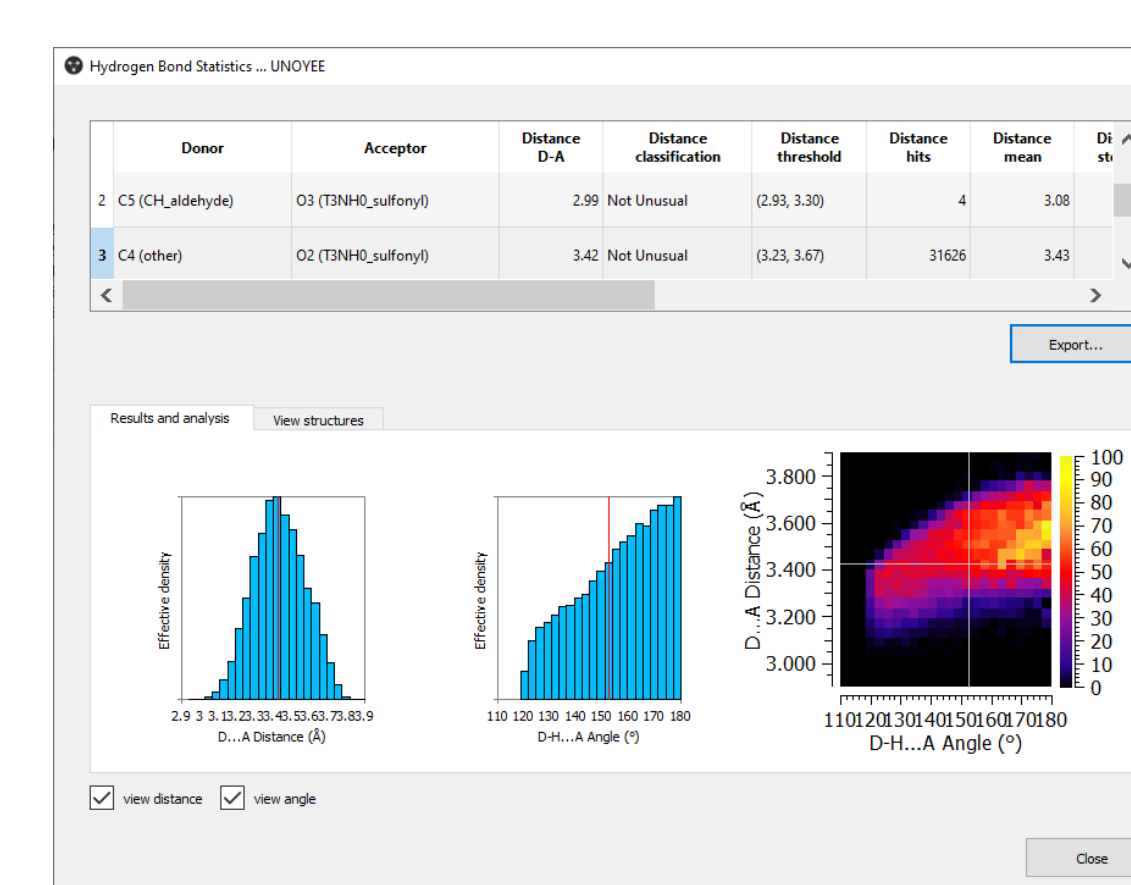 Hydrogen Bond Statistics ... UNOYEE
Donor Acceptor Distance D-A Distance classification Distance threshold Distance hits Distance mean
2 C5 (CH_aldehyde) O3 (T3NH0_sulfonyl) 2.99 Not Unusual (2.93, 3.30) 4 3.08
3 C4 (other) O2 (T3NH0_sulfonyl) 3.42 Not Unusual (3.23, 3.67) 31626 3.43
Export...
Results and analysis View structures
Effective density
2.9 3 3.13.23.33.43.53.63.73.83.9
D...A Distance (Å)
Effective density
110 120 130 140 150 160 170 180
D-H...A Angle (°)
D...A Distance (Å)
3.800
3.600
3.400
3.200
3.000
110120130140150160170180
D-H...A Angle (°)
100
90
80
70
60
50
40
30
20
10
0
view distance view angle
Close